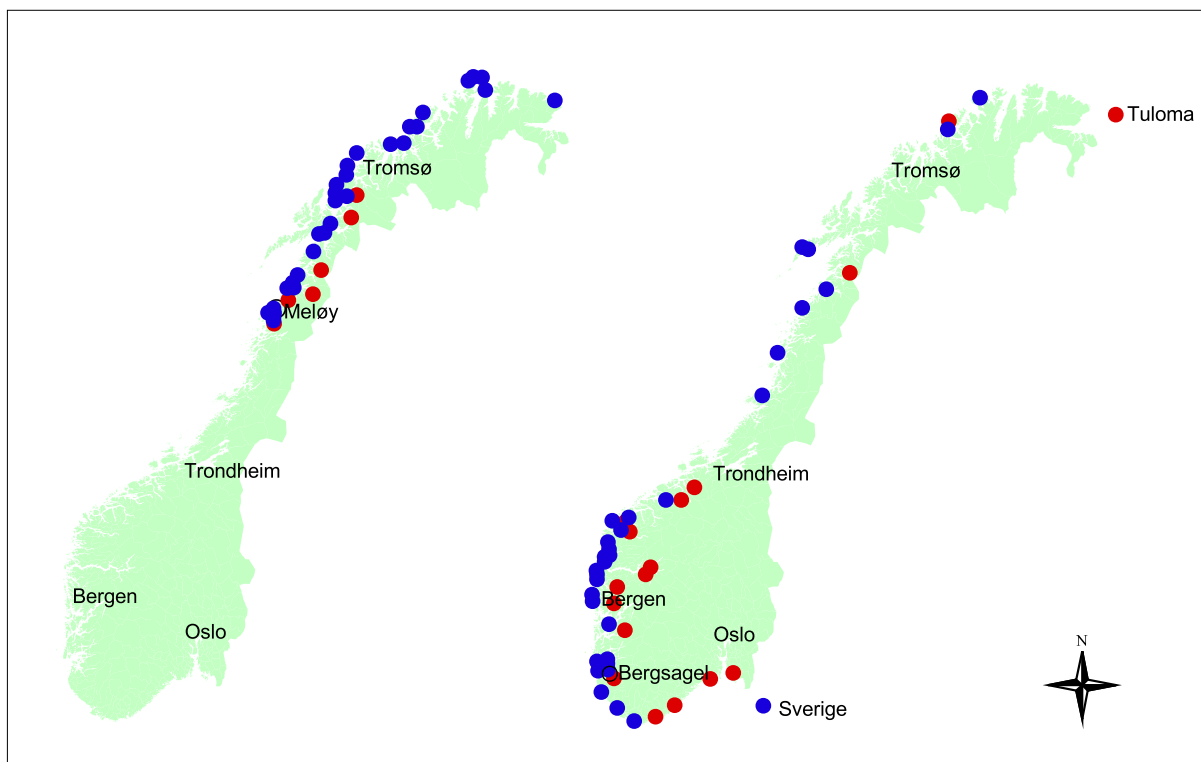 Tromsø
Meløy
Trondheim
Bergen
Oslo
Tuloma
Tromsø
Trondheim
Bergen
Oslo
Bergsagel
Sverige
N